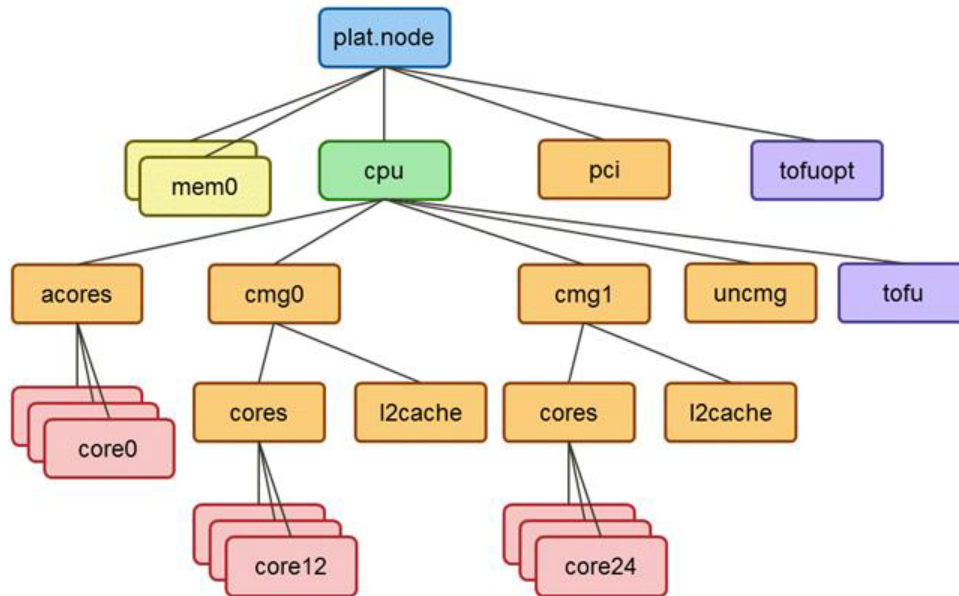 plat.node
mem0
cpu
pci
tofuopt
acores
cmg0
cmg1
uncmg
tofu
cores
l2cache
cores
l2cache
core0
core12
core24